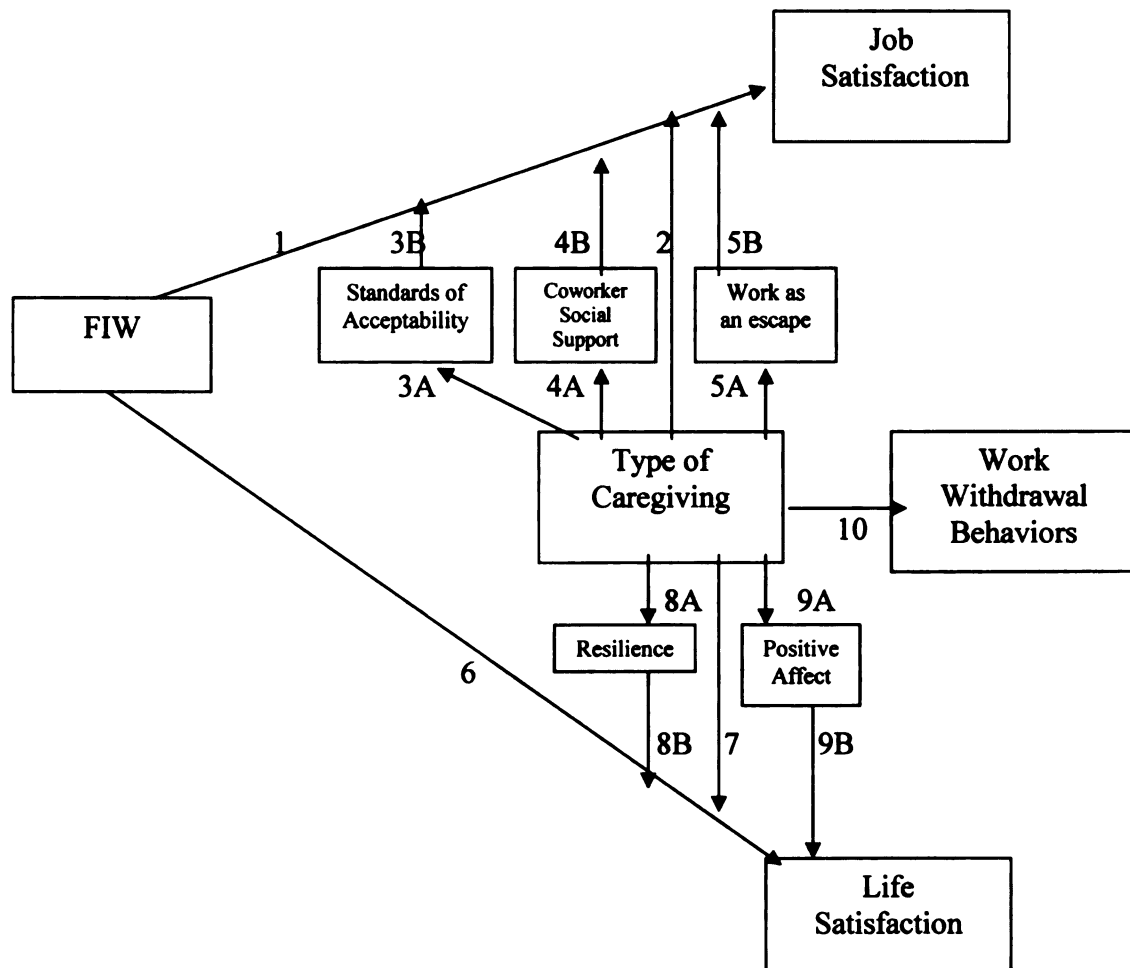 Job
Satisfaction
1
3B
4B
2
5B
FIW
Standards of
Acceptability
Coworker
Social
Support
Work as
an escape
3A
4A
5A
Type of
Caregiving
Work
Withdrawal
Behaviors
10
8A
9A
Resilience
Positive
Affect
6
8B
7
9B
Life
Satisfaction